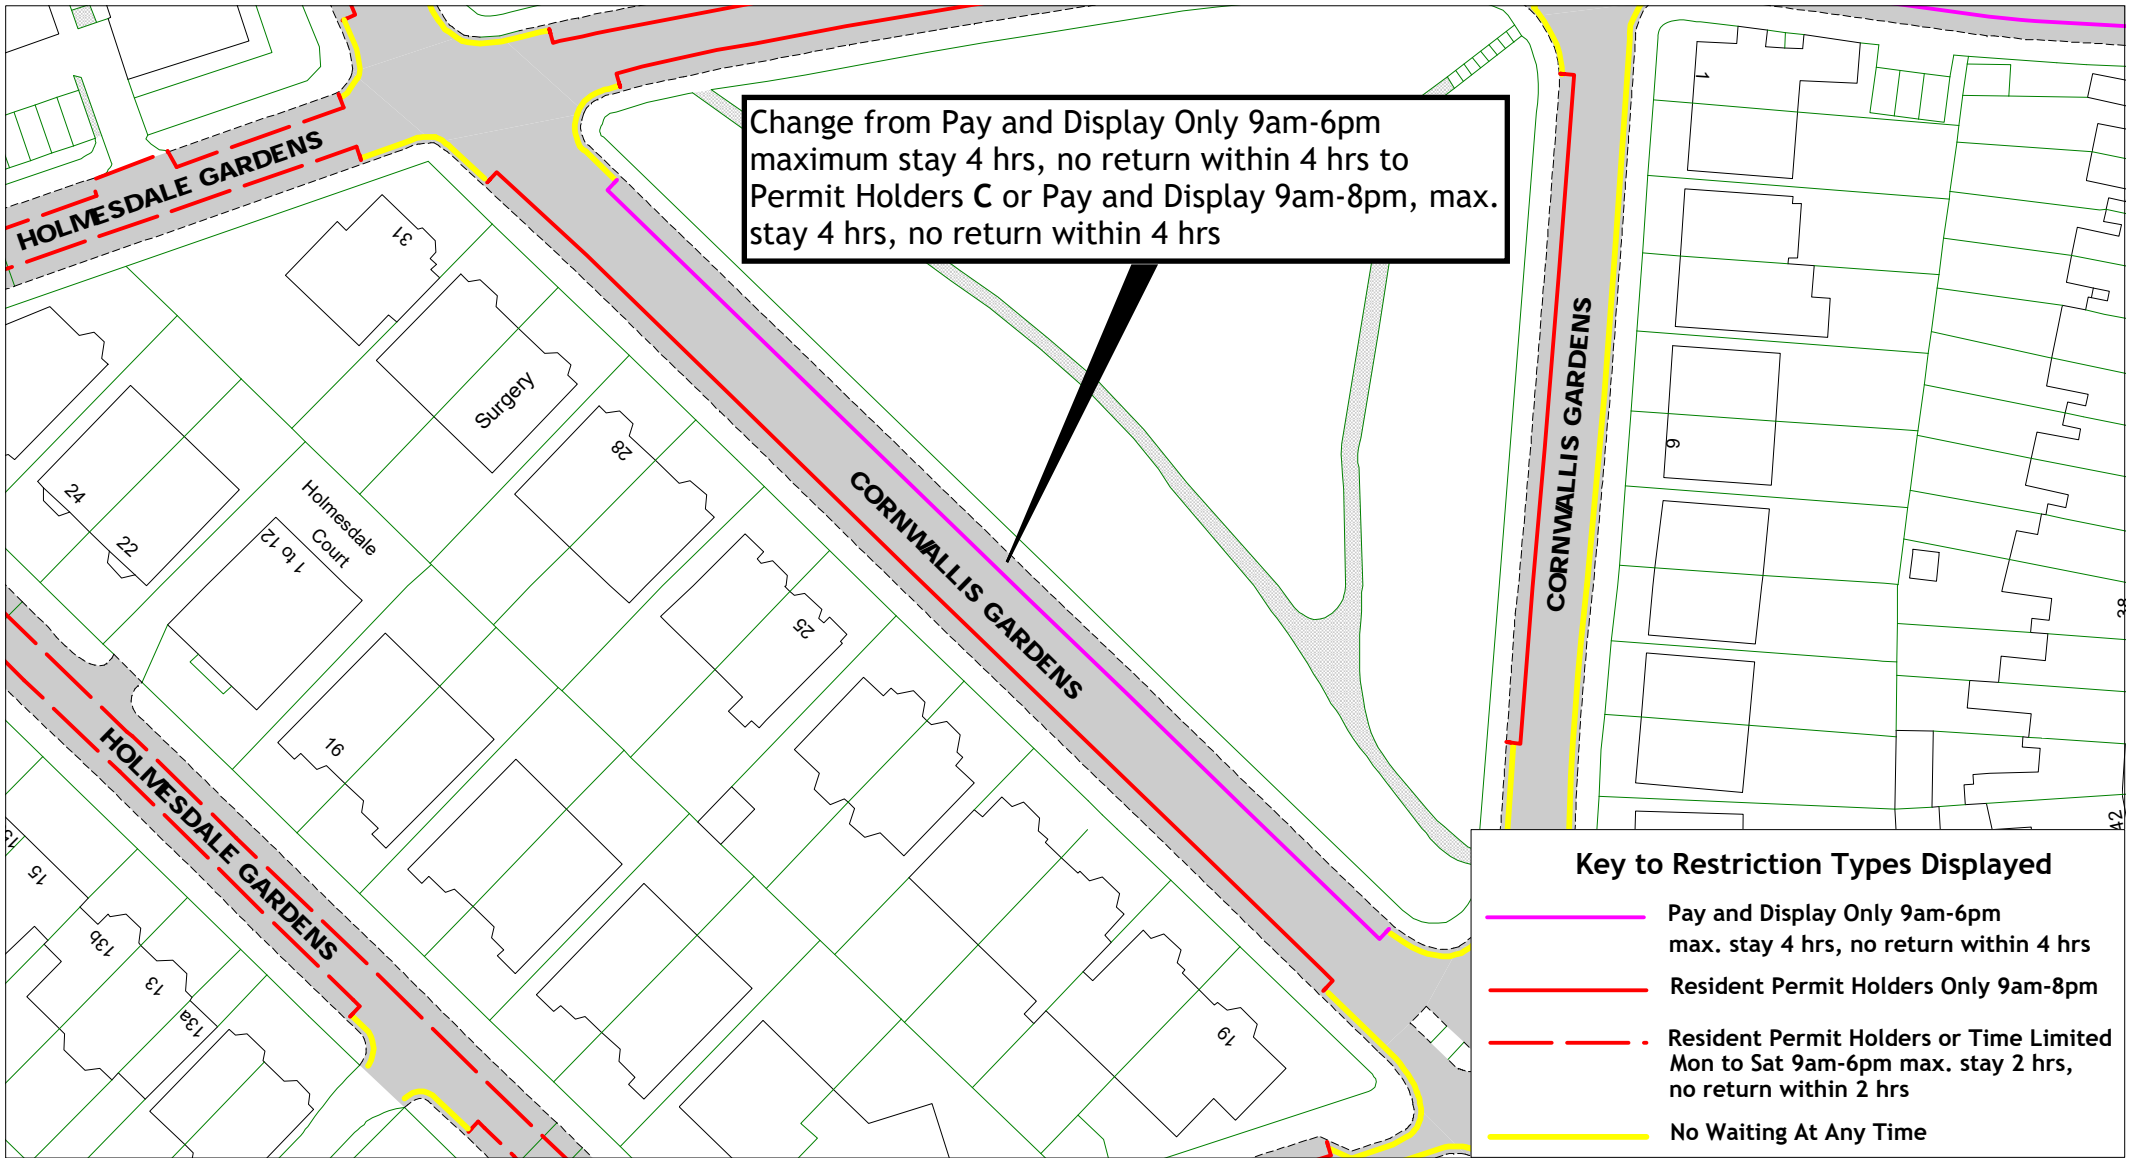 Change from Pay and Display Only 9am-6pm
maximum stay 4 hrs, no return within 4 hrs to
Permit Holders C or Pay and Display 9am-8pm, max.
stay 4 hrs, no return within 4 hrs
HOLMESDALE GARDENS
1
31
Surgery
28
24
22
Holmesdale
Court
1 to 12
25
16
CORNWALLIS GARDENS
CORNWALLIS GARDENS
9
38
42
HOLMESDALE GARDENS
15
15
13b
13
13a
19
Key to Restriction Types Displayed
Pay and Display Only 9am-6pm
max. stay 4 hrs, no return within 4 hrs
Resident Permit Holders Only 9am-8pm
Resident Permit Holders or Time Limited
Mon to Sat 9am-6pm max. stay 2 hrs,
no return within 2 hrs
No Waiting At Any Time